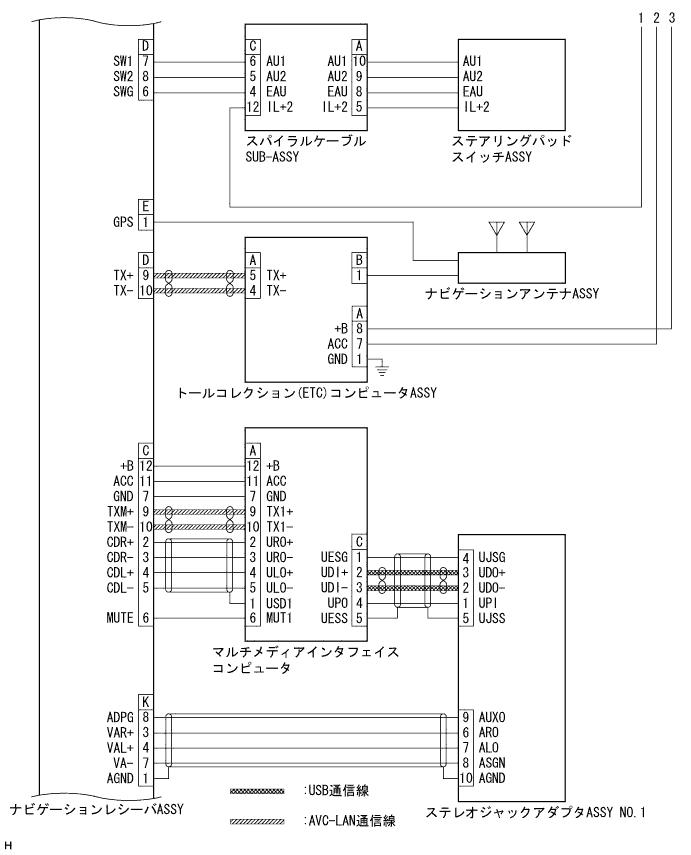 1 2 3
D C A
SW1 7 6 AU1 AU1 10 AU1
SW2 8 5 AU2 AU2 9 AU2
SWG 6 4 EAU EAU 8 EAU
12 IL+2 IL+2 5 IL+2
スパイラルケーブル
SUB-ASSY
ステアリングパッド
スイッチASSY
E
GPS 1
D A B
TX+ 9 5 TX+ 1
TX- 10 4 TX-
ナビゲーションアンテナASSY
A
+B 8
ACC 7
GND 1
トールコレクション(ETC)コンピュータASSY
C A
+B 12 12 +B
ACC 11 11 ACC
GND 7 7 GND
TXM+ 9 9 TX1+
TXM- 10 10 TX1-
CDR+ 2 2 URO+ C
CDR- 3 3 URO- UESG 1 4 UJSG
CDL+ 4 4 ULO+ UDI+ 2 3 UDO+
CDL- 5 5 ULO- UDI- 3 2 UDO-
1 USD1 UPO 4 1 UPI
MUTE 6 6 MUT1 UESS 5 5 UJSS
マルチメディアインタフェイス
コンピュータ
K
ADPG 8 9 AUXO
VAR+ 3 6 ARO
VAL+ 4 7 ALO
VA- 7 8 ASGN
AGND 1 10 AGND
ナビゲーションレシーバASSY
:USB通信線
ステレオジャックアダプタASSY NO.1
:AVC-LAN通信線
H